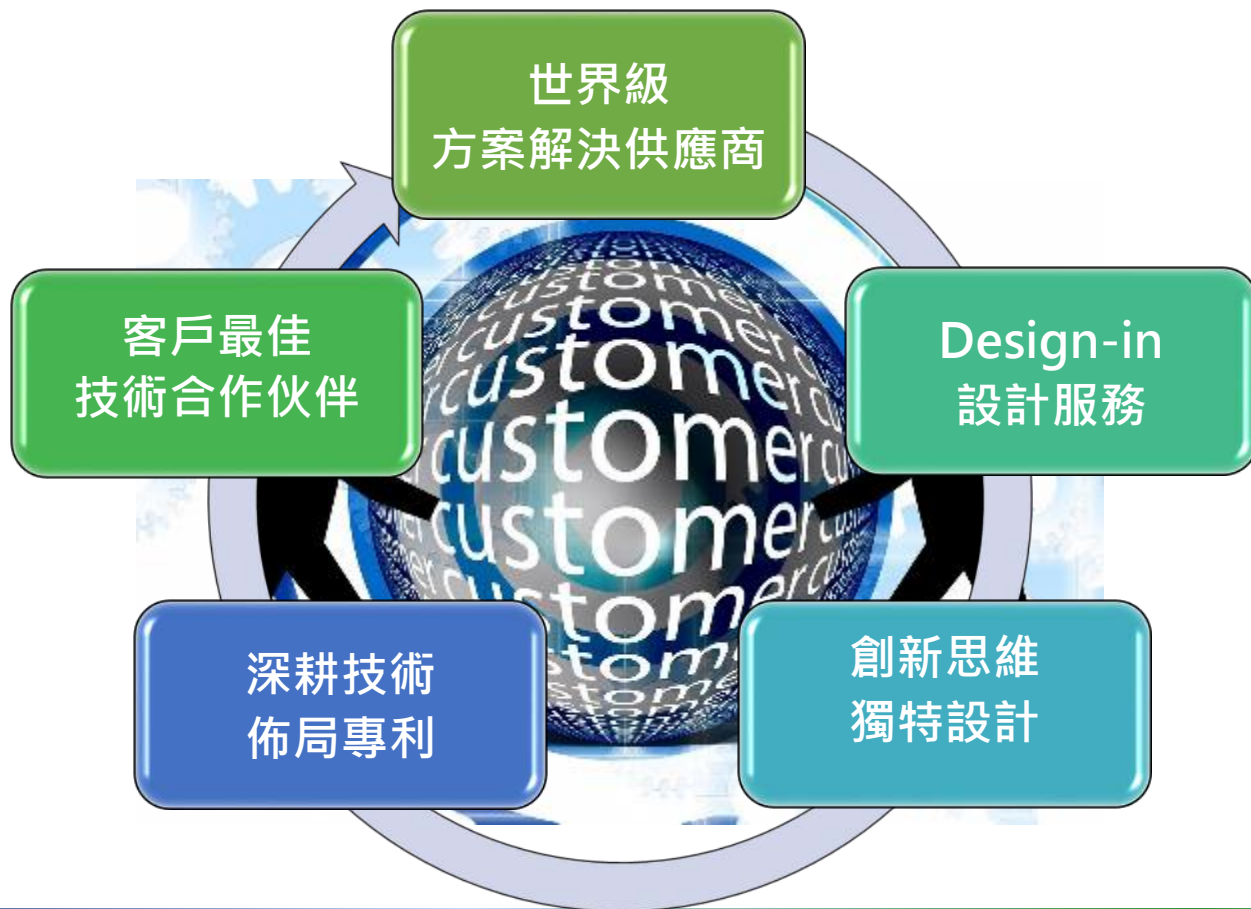 世界級
方案解決供應商
Design-in
設計服務
創新思維
獨特設計
深耕技術
佈局專利
客戶最佳
技術合作伙伴
customer
customer
customer
customer
customer
customer